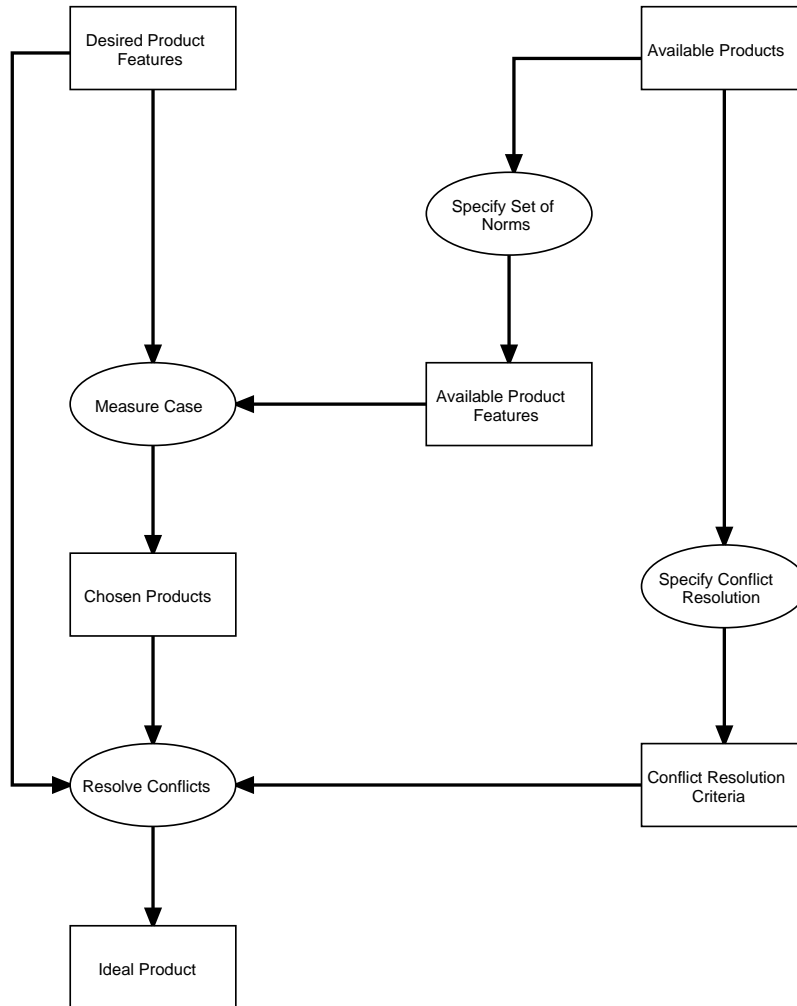 Desired Product
Features
Available Products
Specify Set of
Norms
Measure Case
Available Product
Features
Chosen Products
Specify Conflict
Resolution
Resolve Conflicts
Conflict Resolution
Criteria
Ideal Product